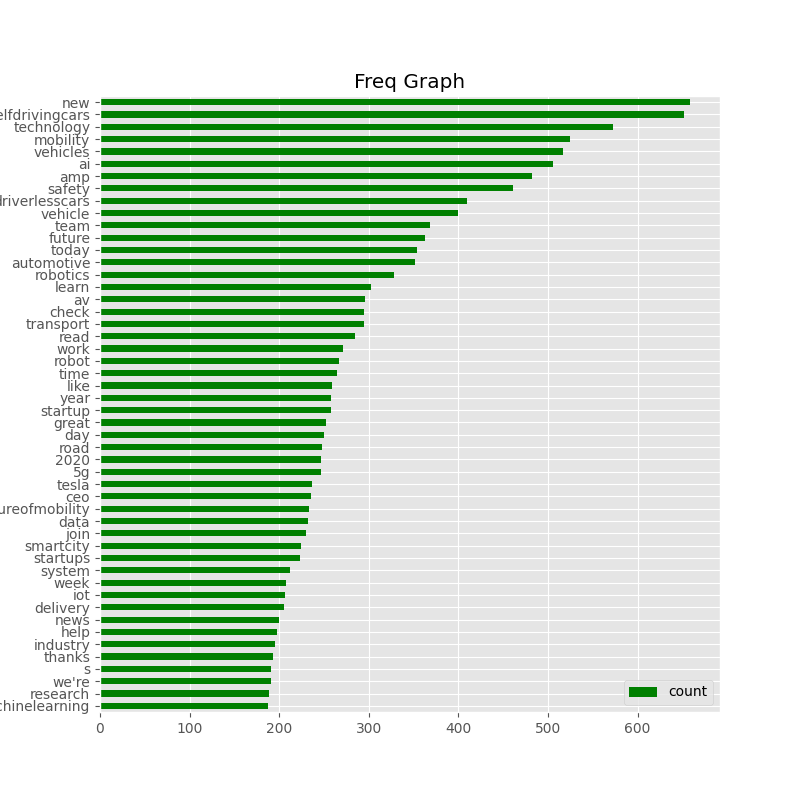 Freq Graph
new
elfdrivingcars
technology
mobility
vehicles
ai
amp
safety
driverlesscars
vehicle
team
future
today
automotive
robotics
learn
av
check
transport
read
work
robot
time
like
year
startup
great
day
road
2020
5g
tesla
ceo
ureofmobility
data
join
smartcity
startups
system
week
iot
delivery
news
help
industry
thanks
s
we're
research
chinelearning
count
0 100 200 300 400 500 600